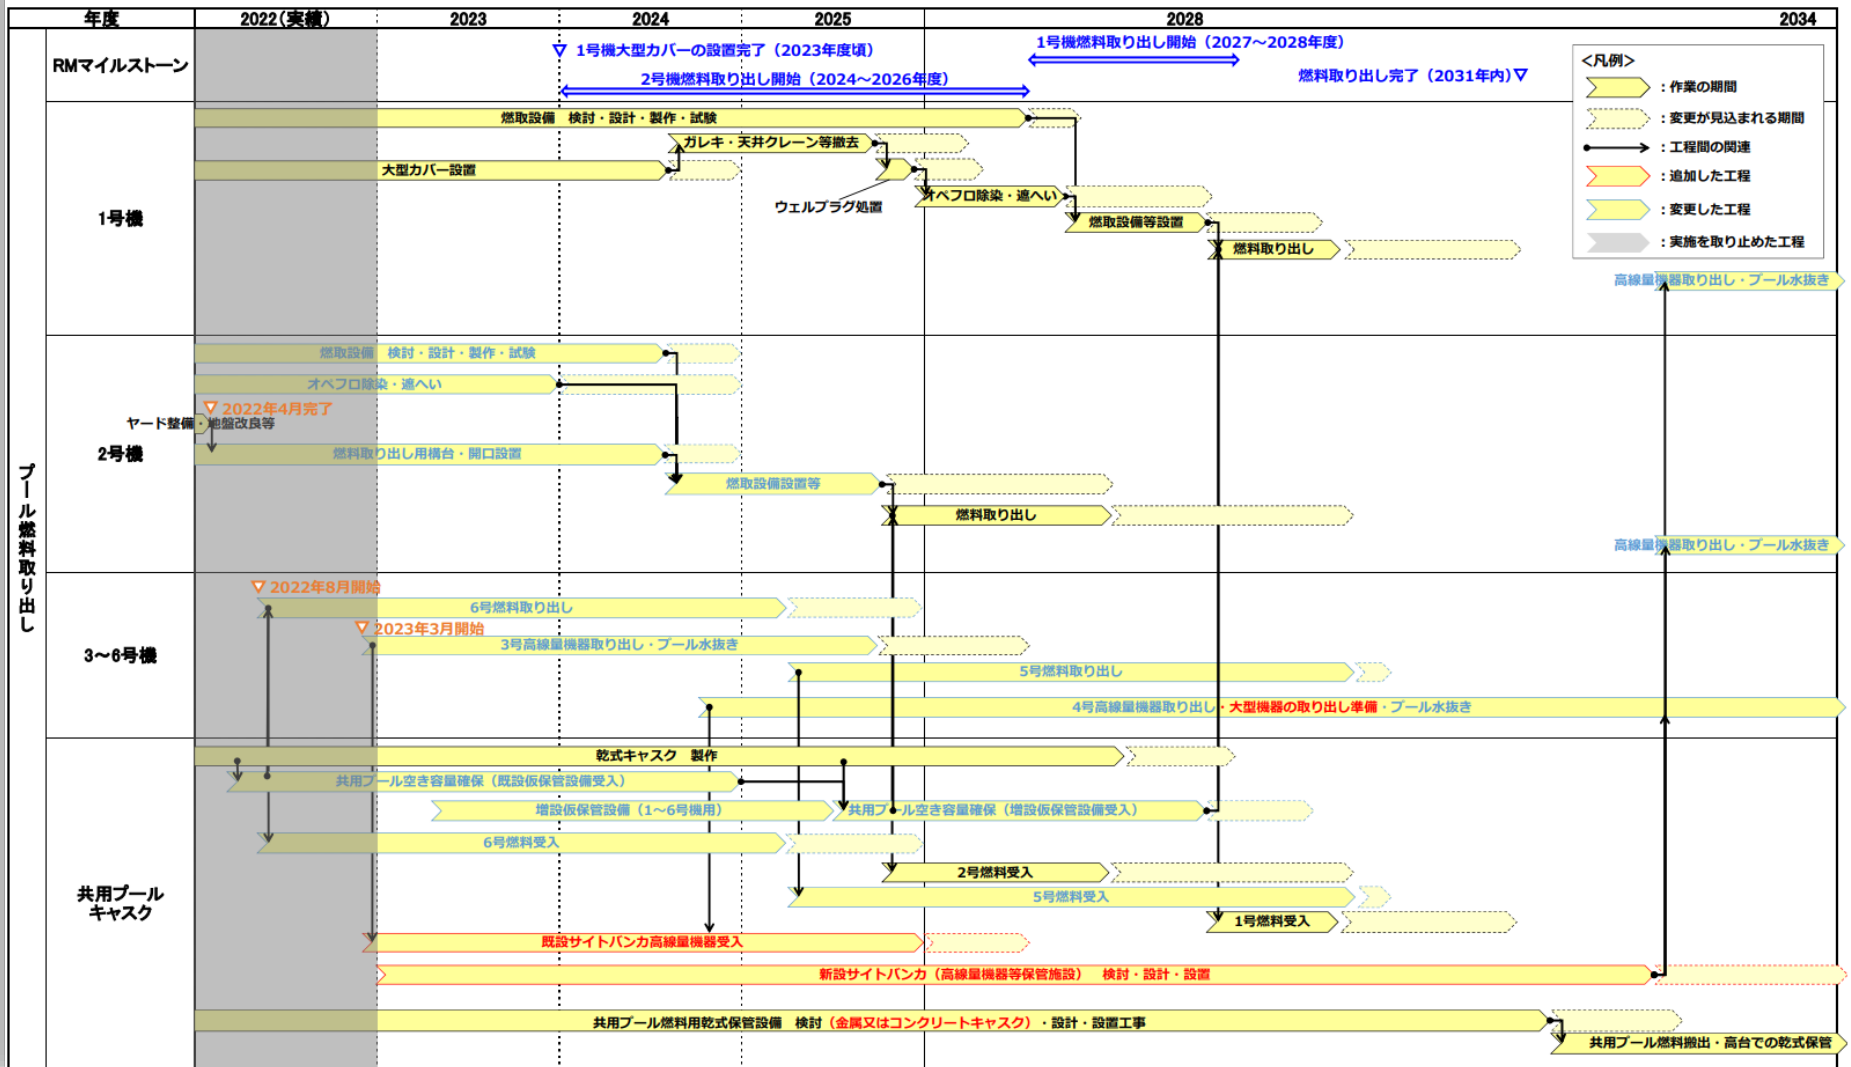 年度
2022(実績)
2023
2024
2025
2028
2034
プール燃料取り出し
RMマイルストーン
1号機大型カバーの設置完了（2023年度頃）
1号機燃料取り出し開始（2027～2028年度）
2号機燃料取り出し開始（2024～2026年度）
燃料取り出し完了（2031年内）
<凡例>
：作業の期間
：変更が見込まれる期間
：工程間の関連
：追加した工程
：変更した工程
：実施を取り止めた工程
1号機
燃取設備　検討・設計・製作・試験
ガレキ・天井クレーン等撤去
大型カバー設置
ウェルプラグ処置
オペフロ除染・遮へい
燃取設備等設置
燃料取り出し
高線量機器取り出し・プール水抜き
2号機
燃取設備　検討・設計・製作・試験
オペフロ除染・遮へい
2022年4月完了
ヤード整備・地盤改良等
燃料取り出し用構台・開口設置
燃取設備設置等
燃料取り出し
高線量機器取り出し・プール水抜き
3～6号機
2022年8月開始
6号燃料取り出し
2023年3月開始
3号高線量機器取り出し・プール水抜き
5号燃料取り出し
4号高線量機器取り出し・大型機器の取り出し準備・プール水抜き
共用プール
キャスク
乾式キャスク　製作
共用プール空き容量確保（既設仮保管設備受入）
増設仮保管設備（1～6号機用）
共用プール空き容量確保（増設仮保管設備受入）
6号燃料受入
2号燃料受入
5号燃料受入
1号燃料受入
既設サイトバンカ高線量機器受入
新設サイトバンカ（高線量機器等保管施設）　検討・設計・設置
共用プール燃料用乾式保管設備　検討（金属又はコンクリートキャスク）・設計・設置工事
共用プール燃料搬出・高台での乾式保管